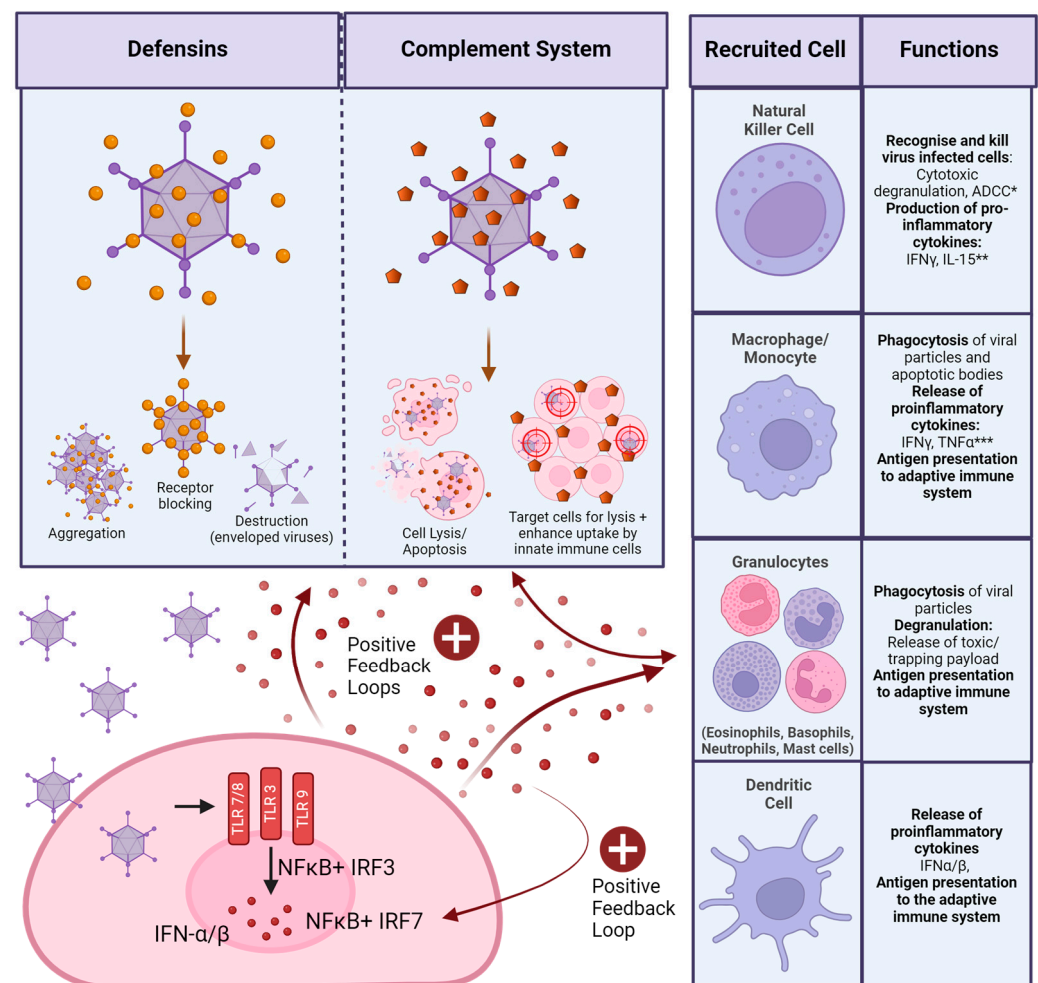 Defensins
Complement System
Aggregation
Receptor
blocking
Destruction
(enveloped viruses)
Cell Lysis/
Apoptosis
Target cells for lysis +
enhance uptake by
innate immune cells
Positive
Feedback
Loops
TLR 7/8
TLR 3
TLR 9
NFκB+ IRF3
NFκB+ IRF7
IFN-α/β
Positive
Feedback
Loop
Recruited Cell
Functions
Natural
Killer Cell
Recognise and kill
virus infected cells:
Cytotoxic
degranulation, ADCC*
Production of pro-
inflammatory
cytokines:
IFNγ, IL-15**
Macrophage/
Monocyte
Phagocytosis of viral
particles and
apoptotic bodies
Release of
proinflammatory
cytokines:
IFNγ, TNFα***
Antigen presentation
to adaptive immune
system
Granulocytes
(Eosinophils, Basophils,
Neutrophils, Mast cells)
Phagocytosis of viral
particles
Degranulation:
Release of toxic/
trapping payload
Antigen presentation
to adaptive immune
system
Dendritic
Cell
Release of
proinflammatory
cytokines
IFNα/β,
Antigen presentation
to the adaptive
immune system